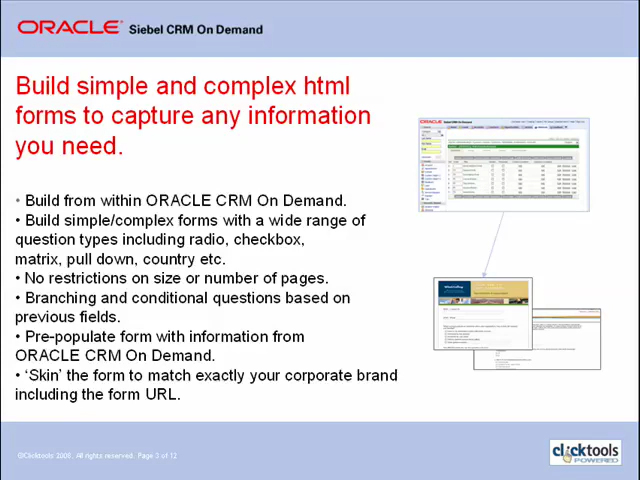 ORACLE Siebel CRM On Demand
Build simple and complex html
forms to capture any information
you need.
• Build from within ORACLE CRM On Demand.
• Build simple/complex forms with a wide range of
question types including radio, checkbox,
matrix, pull down, country etc.
• No restrictions on size or number of pages.
• Branching and conditional questions based on
previous fields.
• Pre-populate form with information from
ORACLE CRM On Demand.
• ‘Skin’ the form to match exactly your corporate brand
including the form URL.
©Clicktools 2008. All rights reserved. Page 3 of 12
clicktools
POWERED